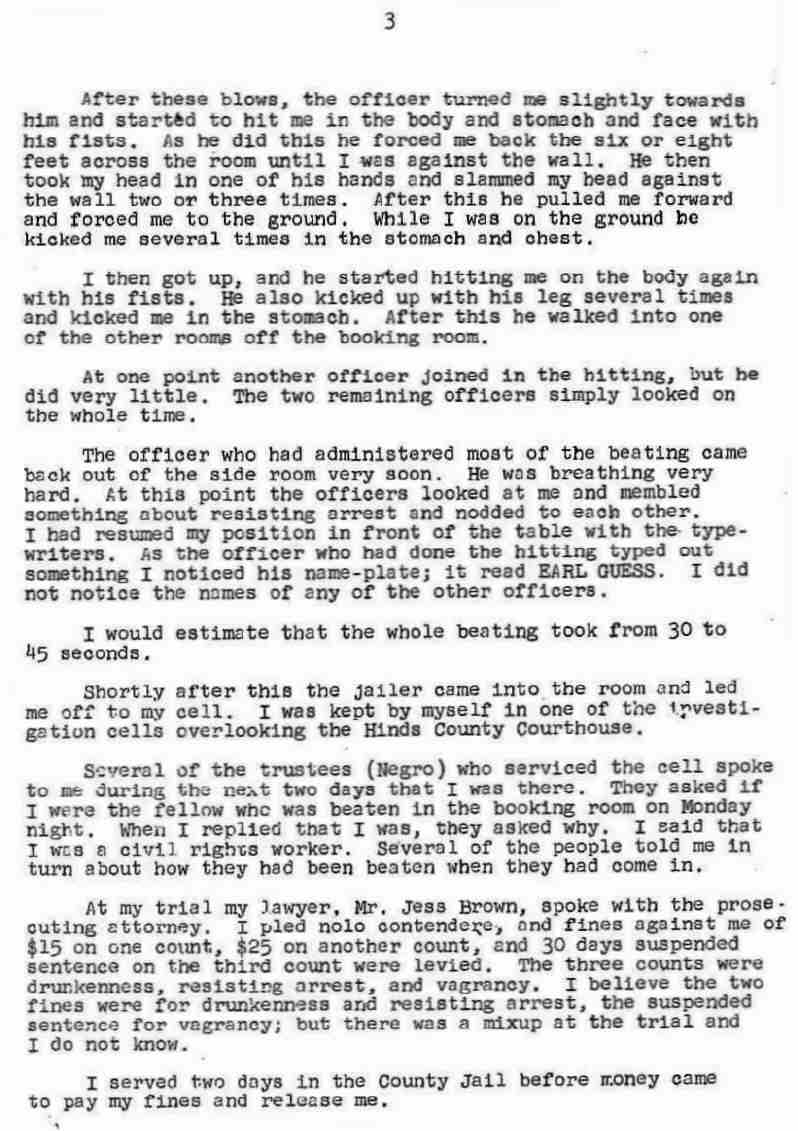 3
After these blows, the officer turned me slightly towards
him and started to hit me in the body and stomach and face with
his fists. As he did this he forced me back the six or eight
feet across the room until I was against the wall. He then
took my head in one of his hands and slammed my head against
the wall two or three times. After this he pulled me forward
and forced me to the ground. While I was on the ground he
kicked me several times in the stomach and chest.
I then got up, and he started hitting me on the body again
with his fists. He also kicked up with his leg several times
and kicked me in the stomach. After this he walked into one
of the other rooms off the booking room.
At one point another officer joined in the hitting, but he
did very little. The two remaining officers simply looked on
the whole time.
The officer who had administered most of the beating came
back out of the side room very soon. He was breathing very
hard. At this point the officers looked at me and membled
something about resisting arrest and nodded to each other.
I had resumed my position in front of the table with the type-
writers. As the officer who had done the hitting typed out
something I noticed his name-plate; it read EARL GUESS. I did
not notice the names of any of the other officers.
I would estimate that the whole beating took from 30 to
45 seconds.
Shortly after this the jailer came into the room and led
me off to my cell. I was kept by myself in one of the investi-
gation cells overlooking the Hinds County Courthouse.
Several of the trustees (Negro) who serviced the cell spoke
to me during the next two days that I was there. They asked if
I were the fellow who was beaten in the booking room on Monday
night. When I replied that I was, they asked why. I said that
I was a civil rights worker. Several of the people told me in
turn about how they had been beaten when they had come in.
At my trial my lawyer, Mr. Jess Brown, spoke with the prose-
cuting attorney. I pled nolo contendere, and fines against me of
$15 on one count, $25 on another count, and 30 days suspended
sentence on the third count were levied. The three counts were
drunkenness, resisting arrest, and vagrancy. I believe the two
fines were for drunkenness and resisting arrest, the suspended
sentence for vagrancy; but there was a mixup at the trial and
I do not know.
I served two days in the County Jail before money came
to pay my fines and release me.